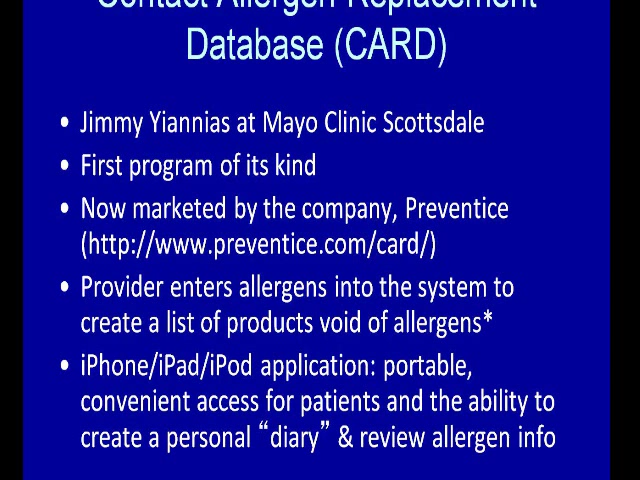 Contact Allergen Replacement
Database (CARD)
• Jimmy Yiannias at Mayo Clinic Scottsdale
• First program of its kind
• Now marketed by the company, Preventice
(http://www.preventice.com/card/)
• Provider enters allergens into the system to
create a list of products void of allergens*
• iPhone/iPad/iPod application: portable,
convenient access for patients and the ability to
create a personal “diary” & review allergen info